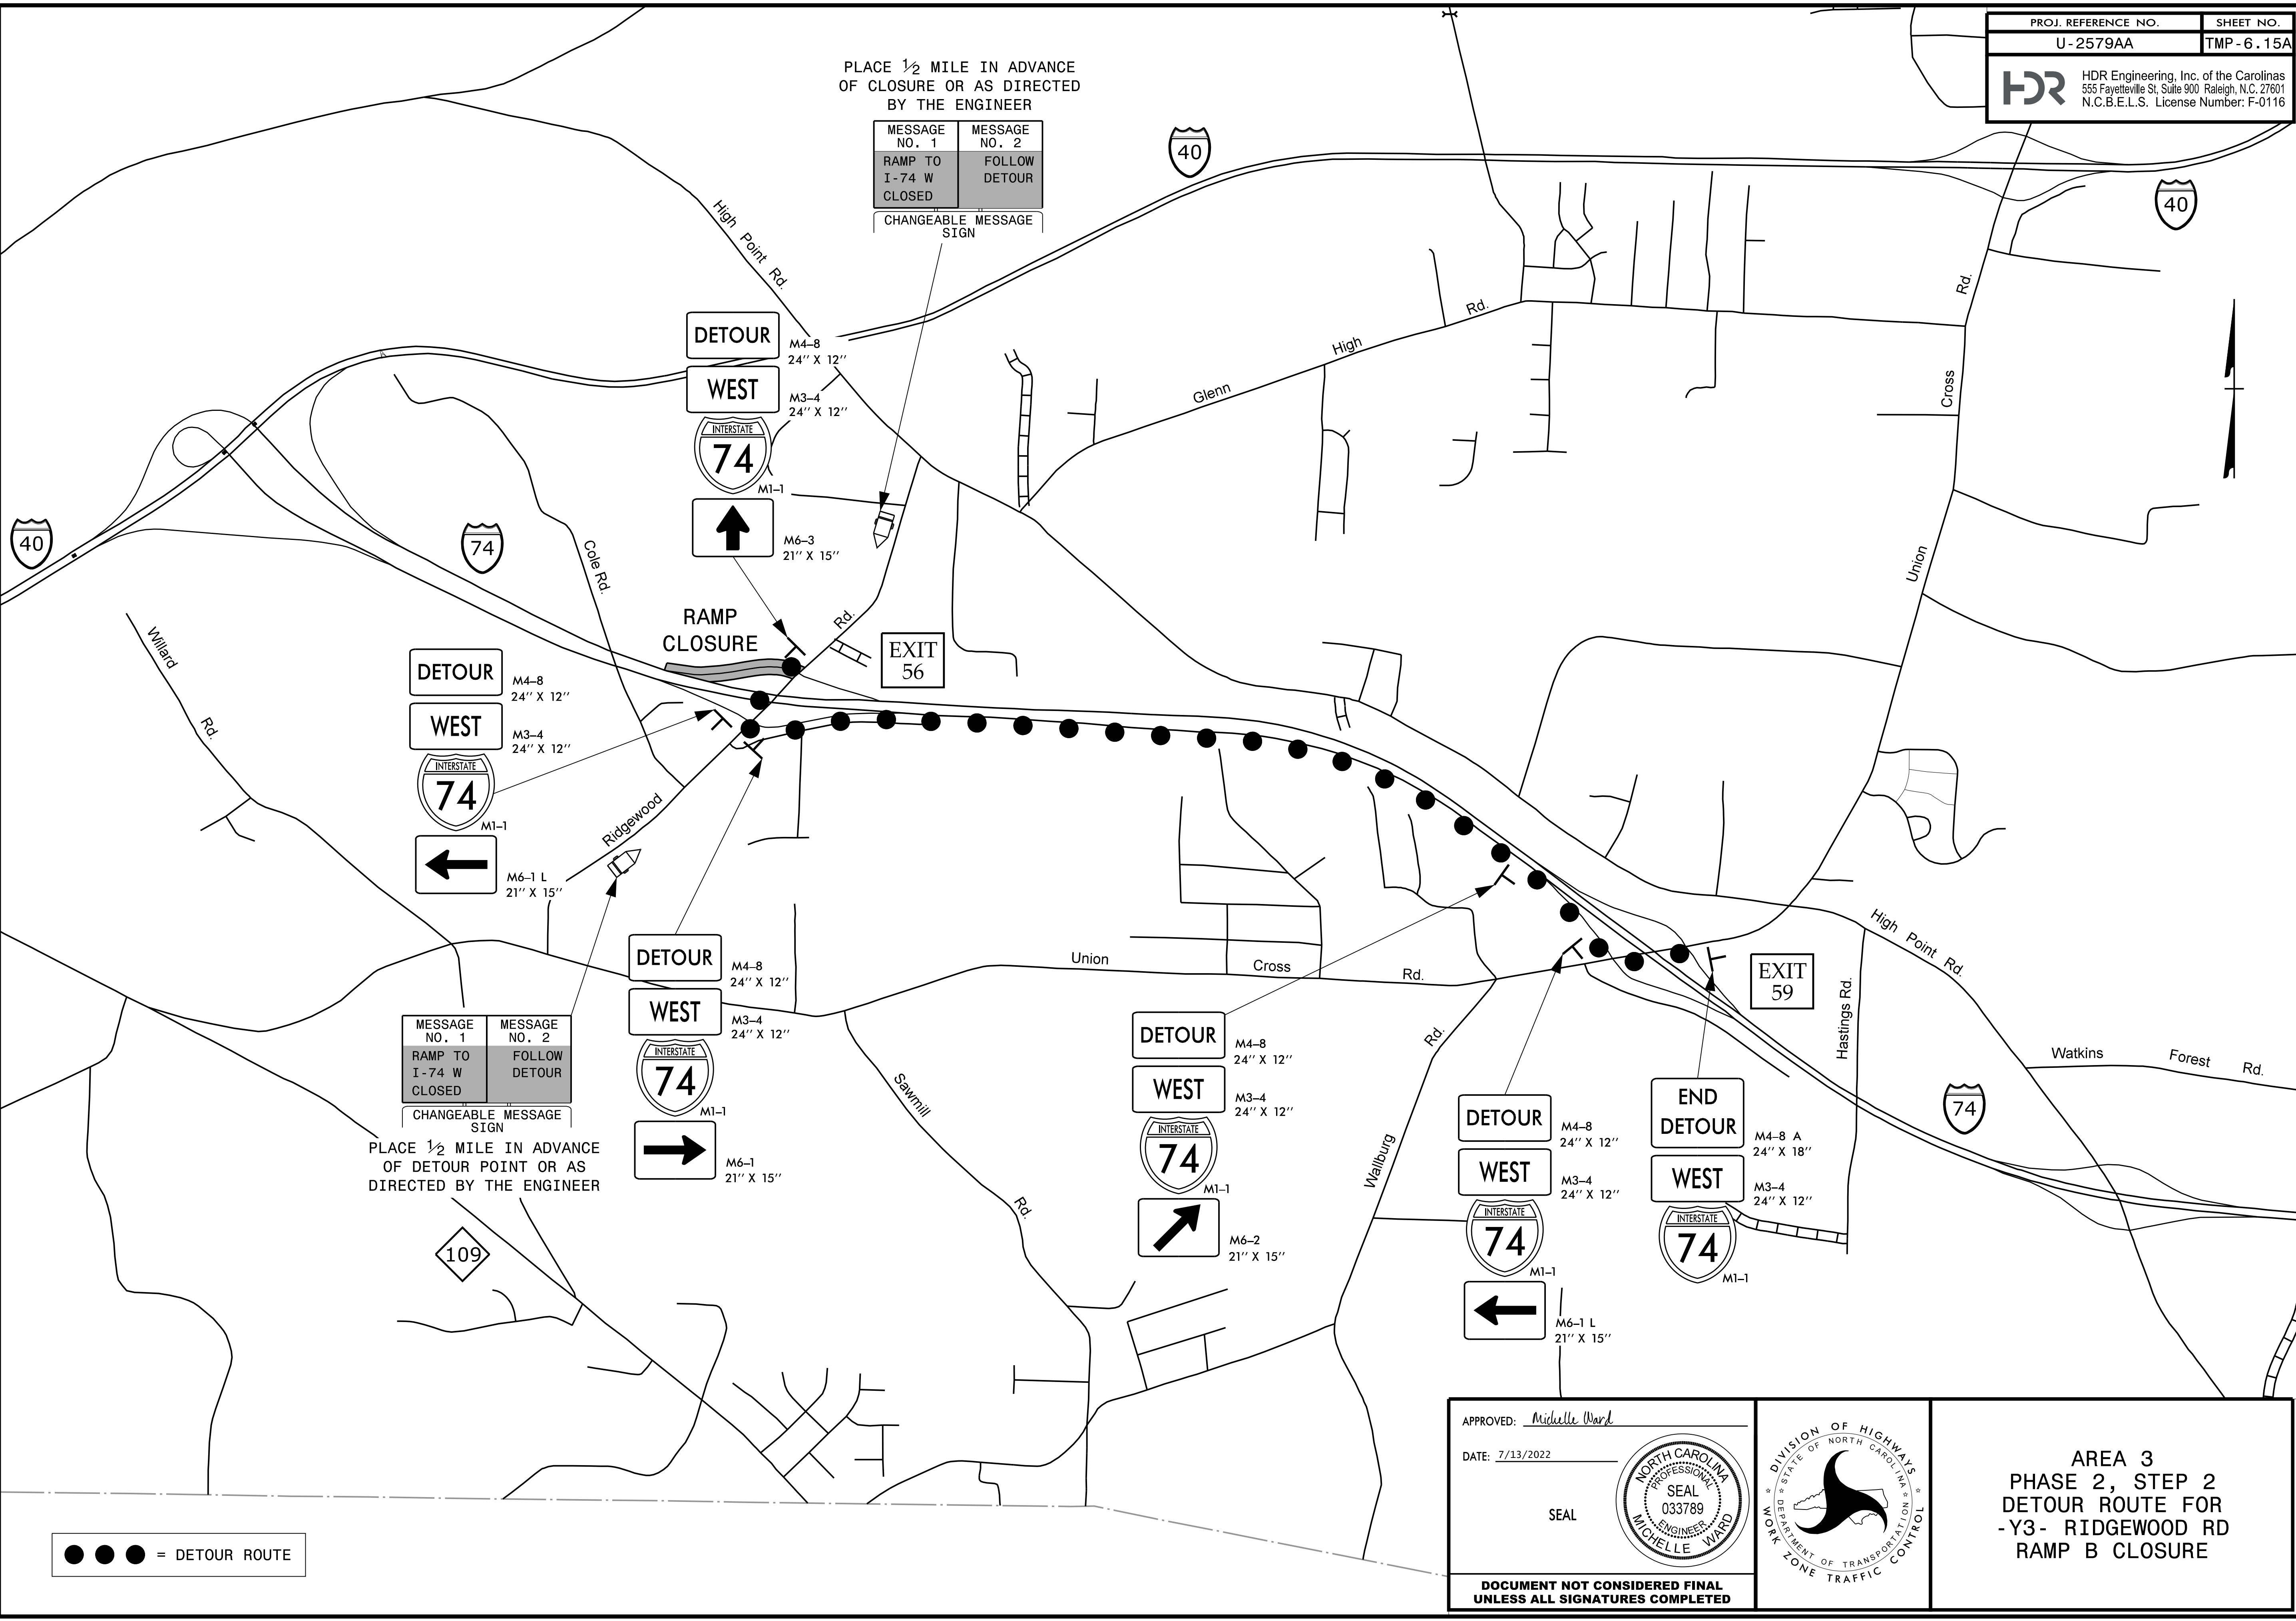 PROJ. REFERENCE NO.
SHEET NO.
U-2579AA
TMP-6.15A
HDR
HDR Engineering, Inc. of the Carolinas
555 Fayetteville St, Suite 900 Raleigh, N.C. 27601
N.C.B.E.L.S. License Number: F-0116
PLACE 1/2 MILE IN ADVANCE
OF CLOSURE OR AS DIRECTED
BY THE ENGINEER
MESSAGE
NO. 1
MESSAGE
NO. 2
RAMP TO
I-74 W
CLOSED
FOLLOW
DETOUR
CHANGEABLE MESSAGE
SIGN
40
40
High Point Rd.
Glenn High Rd.
Union Cross Rd.
DETOUR
M4-8
24'' X 12''
WEST
M3-4
24'' X 12''
INTERSTATE
74
M1-1
M6-3
21'' X 15''
40
74
Cole Rd.
Willard Rd.
RAMP
CLOSURE
Ridgewood Rd.
EXIT
56
DETOUR
M4-8
24'' X 12''
WEST
M3-4
24'' X 12''
INTERSTATE
74
M1-1
M6-1 L
21'' X 15''
MESSAGE
NO. 1
MESSAGE
NO. 2
RAMP TO
I-74 W
CLOSED
FOLLOW
DETOUR
CHANGEABLE MESSAGE
SIGN
PLACE 1/2 MILE IN ADVANCE
OF DETOUR POINT OR AS
DIRECTED BY THE ENGINEER
109
DETOUR
M4-8
24'' X 12''
WEST
M3-4
24'' X 12''
INTERSTATE
74
M1-1
M6-1
21'' X 15''
Union Cross Rd.
Sawmill Rd.
Wallburg Rd.
DETOUR
M4-8
24'' X 12''
WEST
M3-4
24'' X 12''
INTERSTATE
74
M1-1
M6-2
21'' X 15''
DETOUR
M4-8
24'' X 12''
WEST
M3-4
24'' X 12''
INTERSTATE
74
M1-1
M6-1 L
21'' X 15''
END
DETOUR
M4-8 A
24'' X 18''
WEST
M3-4
24'' X 12''
INTERSTATE
74
M1-1
EXIT
59
High Point Rd.
Hastings Rd.
Watkins Forest Rd.
74
= DETOUR ROUTE
APPROVED: Michelle Ward
DATE: 7/13/2022
SEAL
NORTH CAROLINA
PROFESSIONAL
SEAL
033789
ENGINEER
MICHELLE WARD
DOCUMENT NOT CONSIDERED FINAL
UNLESS ALL SIGNATURES COMPLETED
DIVISION OF HIGHWAYS
STATE OF NORTH CAROLINA
DEPARTMENT OF TRANSPORTATION
WORK ZONE TRAFFIC CONTROL
AREA 3
PHASE 2, STEP 2
DETOUR ROUTE FOR
-Y3- RIDGEWOOD RD
RAMP B CLOSURE